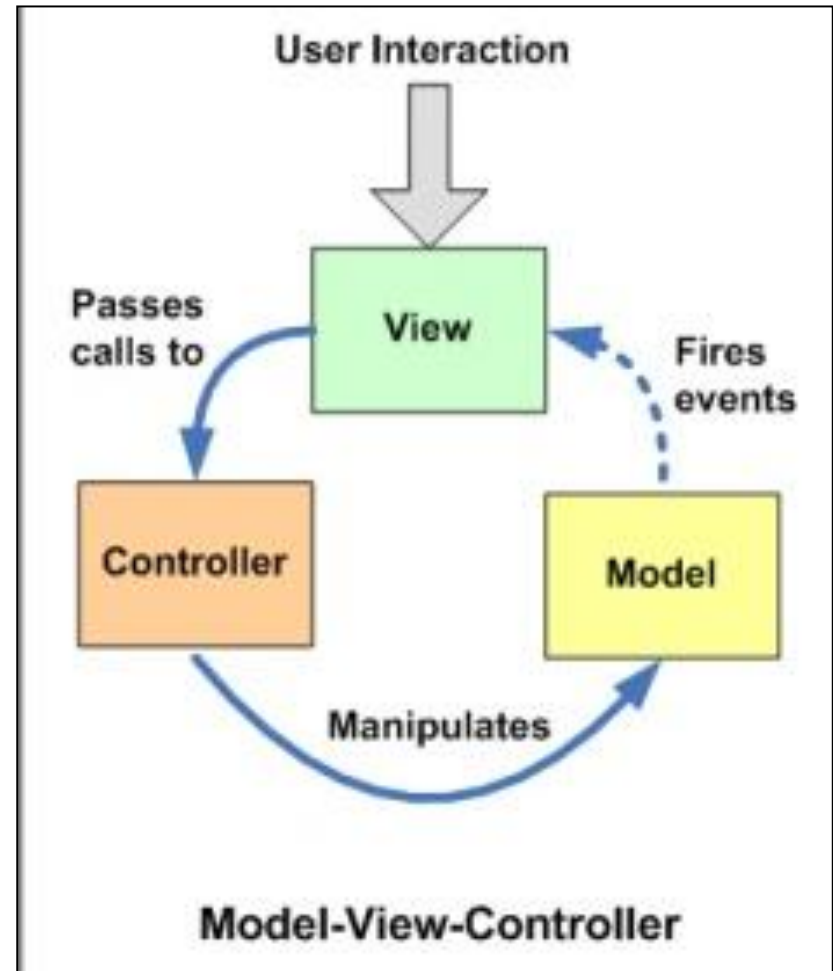 User Interaction
Passes
calls to
View
Fires
events
Controller
Model
Manipulates
Model-View-Controller